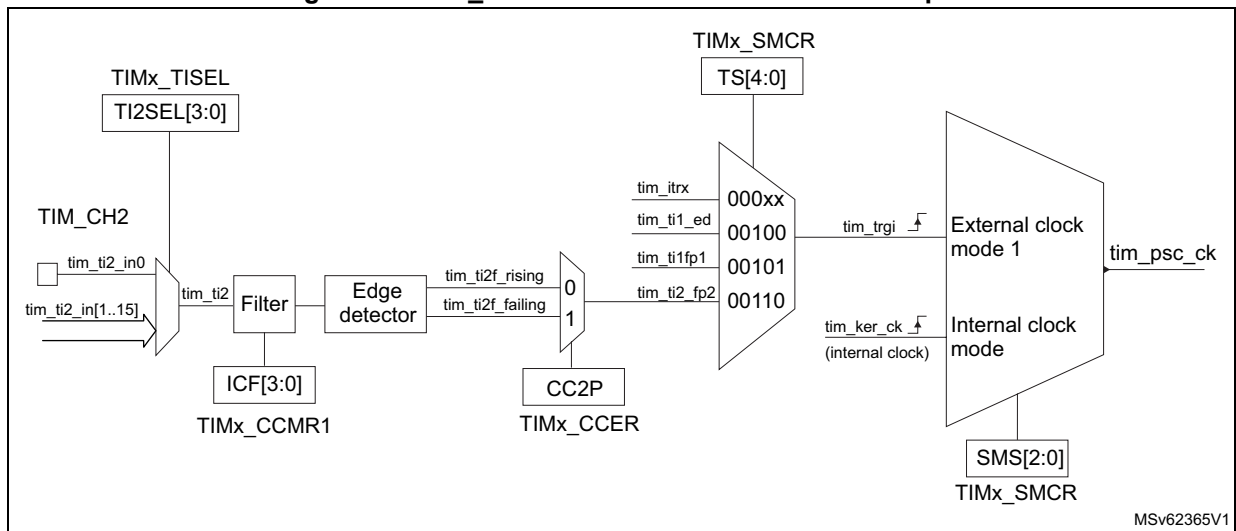 TIMx_SMCR
TS[4:0]
TIMx_TISEL
TI2SEL[3:0]
TIM_CH2
tim_ti2_in0
tim_ti2_in[1..15]
tim_ti2
Filter
ICF[3:0]
TIMx_CCMR1
Edge
detector
tim_ti2f_rising
tim_ti2f_failing
0
1
CC2P
TIMx_CCER
tim_itrx
tim_ti1_ed
tim_ti1fp1
tim_ti2_fp2
000xx
00100
00101
00110
tim_trgi
External clock
mode 1
tim_ker_ck
(internal clock)
Internal clock
mode
tim_psc_ck
SMS[2:0]
TIMx_SMCR
MSv62365V1